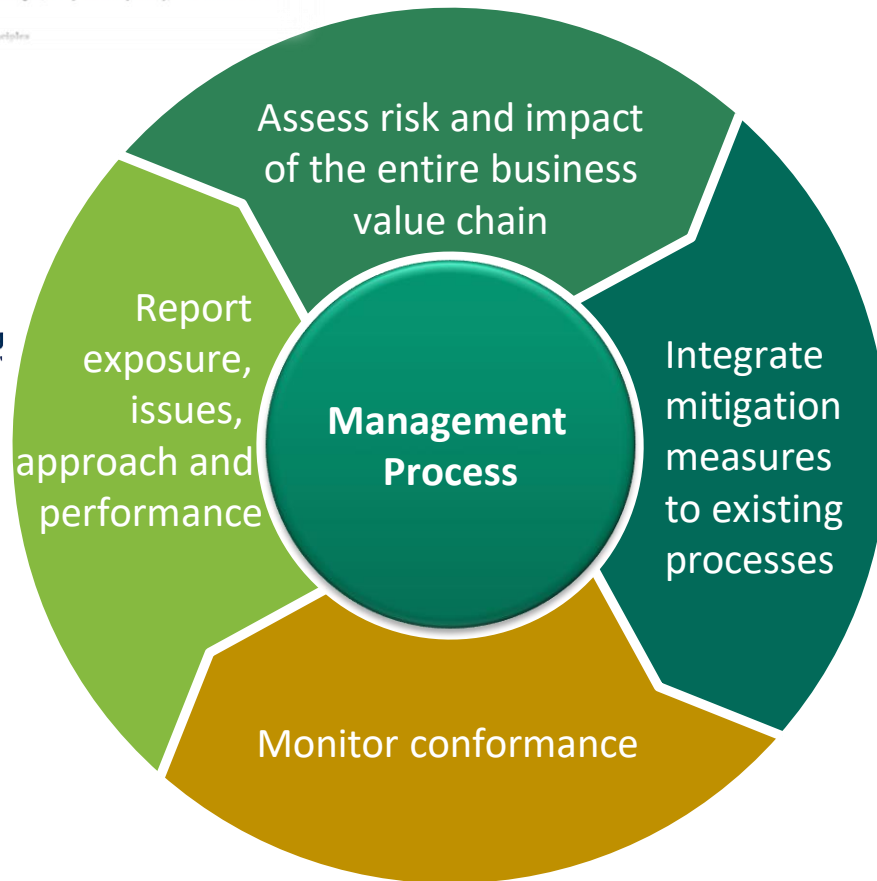 Assess risk and impact
of the entire business
value chain
Integrate
mitigation
measures
to existing
processes
Monitor conformance
Report
exposure,
issues,
approach and
performance
Management
Process